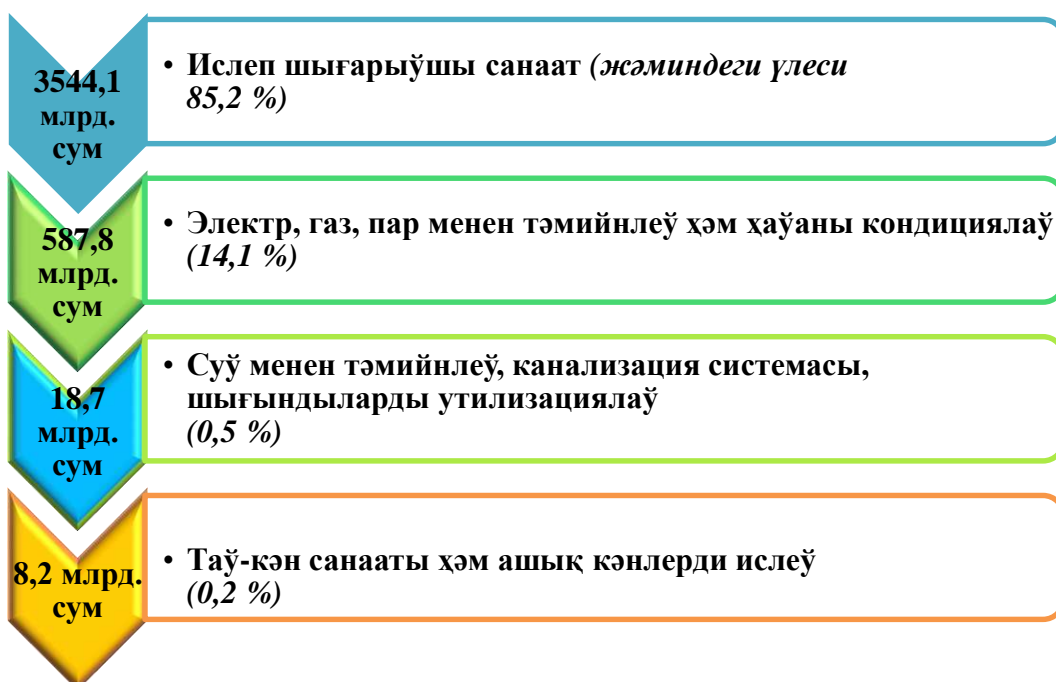 3544,1
млрд.
сум
• Ислеп шығарыўшы санаат (жәминдеги үлеси
85,2 %)
587,8
млрд.
сум
• Электр, газ, пар менен тәмийнлеў ҳәм ҳаўаны кондициялаў
(14,1 %)
18,7
млрд.
сум
• Суў менен тәмийнлеў, канализация системасы,
шығындыларды утилизациялаў
(0,5 %)
8,2 млрд.
сум
• Таў-кән санааты ҳәм ашық кәнлерди ислеў
(0,2 %)